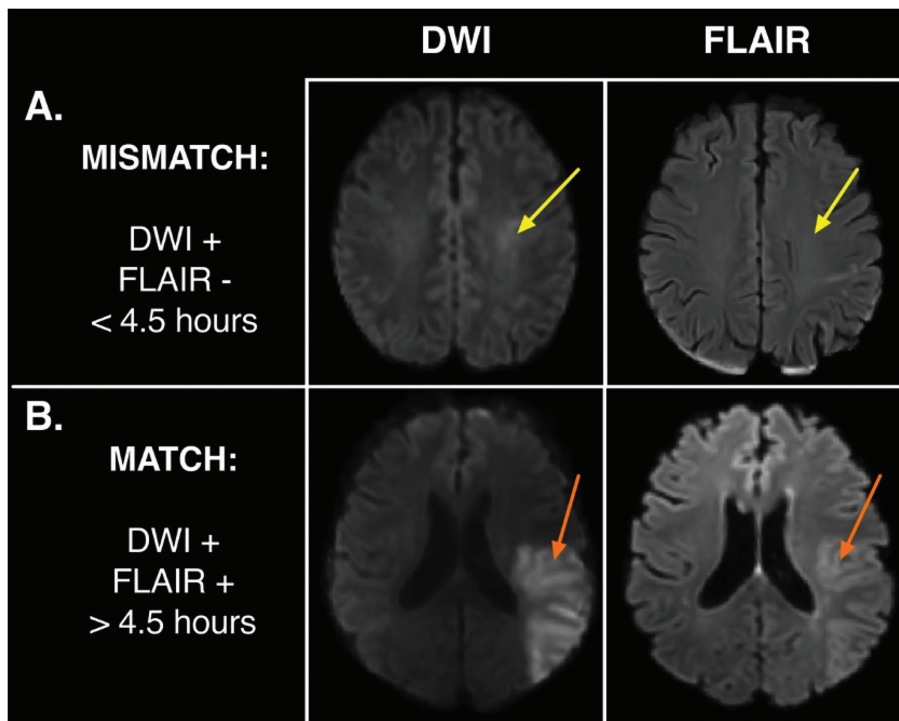 DWI
FLAIR
A.
MISMATCH:
DWI +
FLAIR -
< 4.5 hours
B.
MATCH:
DWI +
FLAIR +
> 4.5 hours